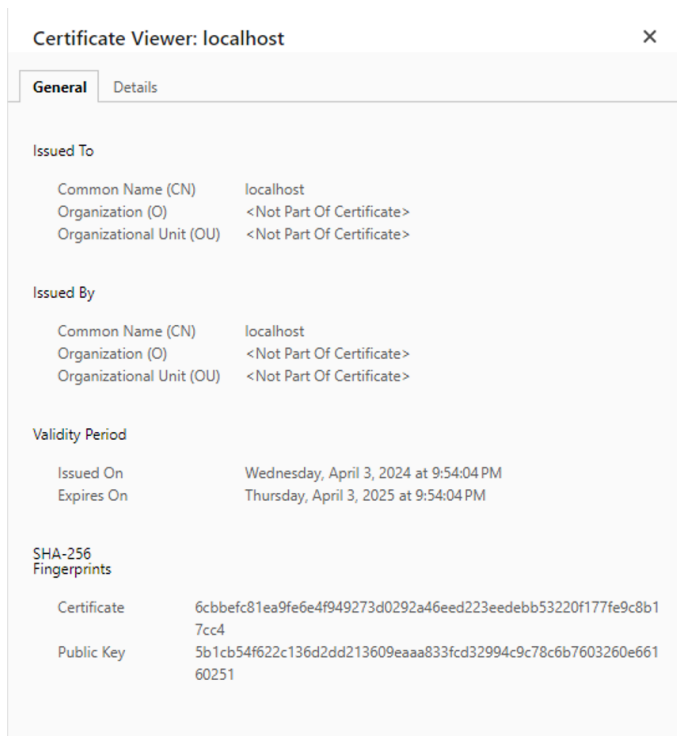 Certificate Viewer: localhost
General Details
Issued To
Common Name (CN) localhost
Organization (O) <Not Part Of Certificate>
Organizational Unit (OU) <Not Part Of Certificate>
Issued By
Common Name (CN) localhost
Organization (O) <Not Part Of Certificate>
Organizational Unit (OU) <Not Part Of Certificate>
Validity Period
Issued On Wednesday, April 3, 2024 at 9:54:04 PM
Expires On Thursday, April 3, 2025 at 9:54:04 PM
SHA-256
Fingerprints
Certificate 6cbbefc81ea9fe6e4f949273d0292a46eed223eedebb53220f177fe9c8b1
7cc4
Public Key 5b1cb54f622c136d2dd213609eaaa833fcd32994c9c78c6b7603260e661
60251